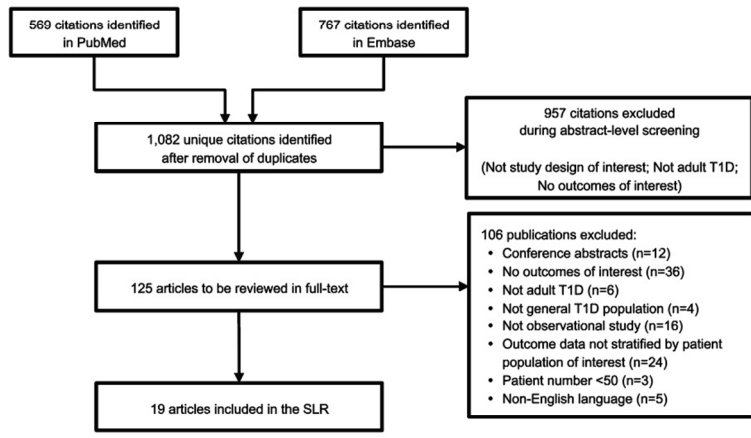 569 citations identified
in PubMed
767 citations identified
in Embase
1,082 unique citations identified
after removal of duplicates
957 citations excluded
during abstract-level screening
(Not study design of interest; Not adult T1D;
No outcomes of interest)
125 articles to be reviewed in full-text
106 publications excluded:
• Conference abstracts (n=12)
• No outcomes of interest (n=36)
• Not adult T1D (n=6)
• Not general T1D population (n=4)
• Not observational study (n=16)
• Outcome data not stratified by patient
population of interest (n=24)
• Patient number <50 (n=3)
• Non-English language (n=5)
19 articles included in the SLR